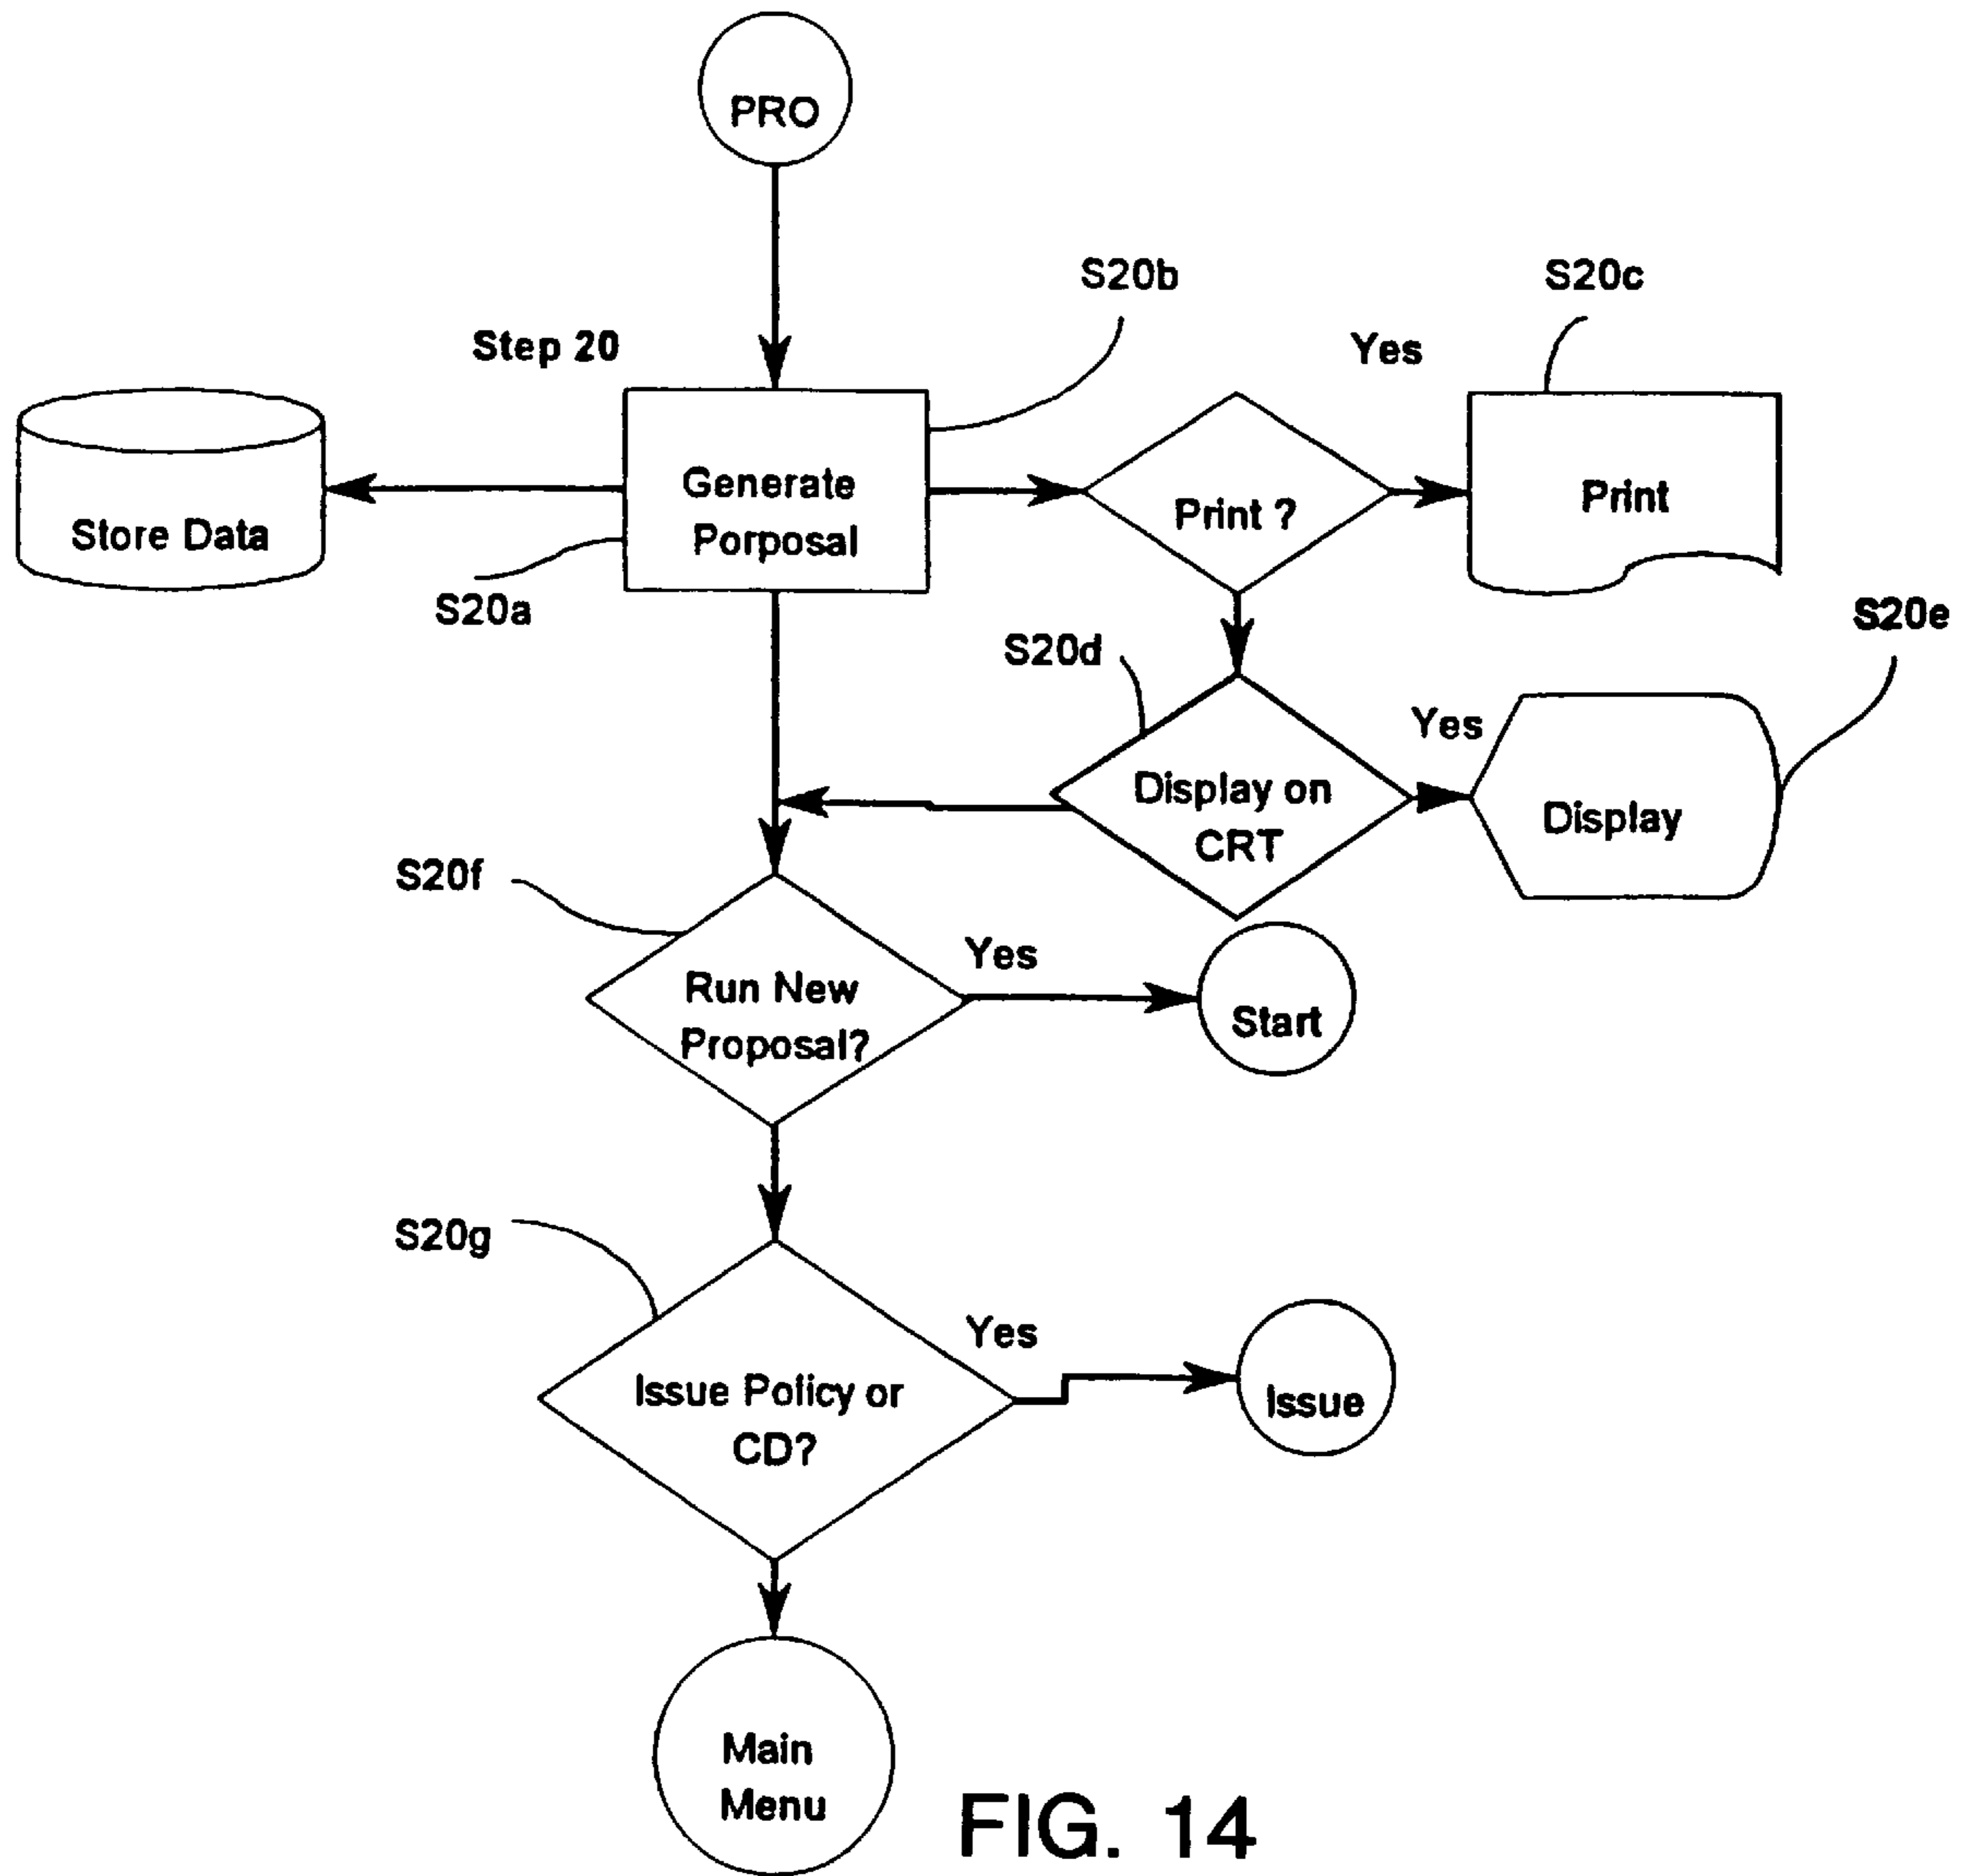 PRO
S20b
S20c
Step 20
Yes
Generate
Porposal
Store Data
Print ?
Print
S20a
S20d
S20e
Yes
Display on
CRT
Display
S20f
Yes
Run New
Proposal?
Start
S20g
Yes
Issue Policy or
CD?
Issue
Main
Menu
FIG. 14